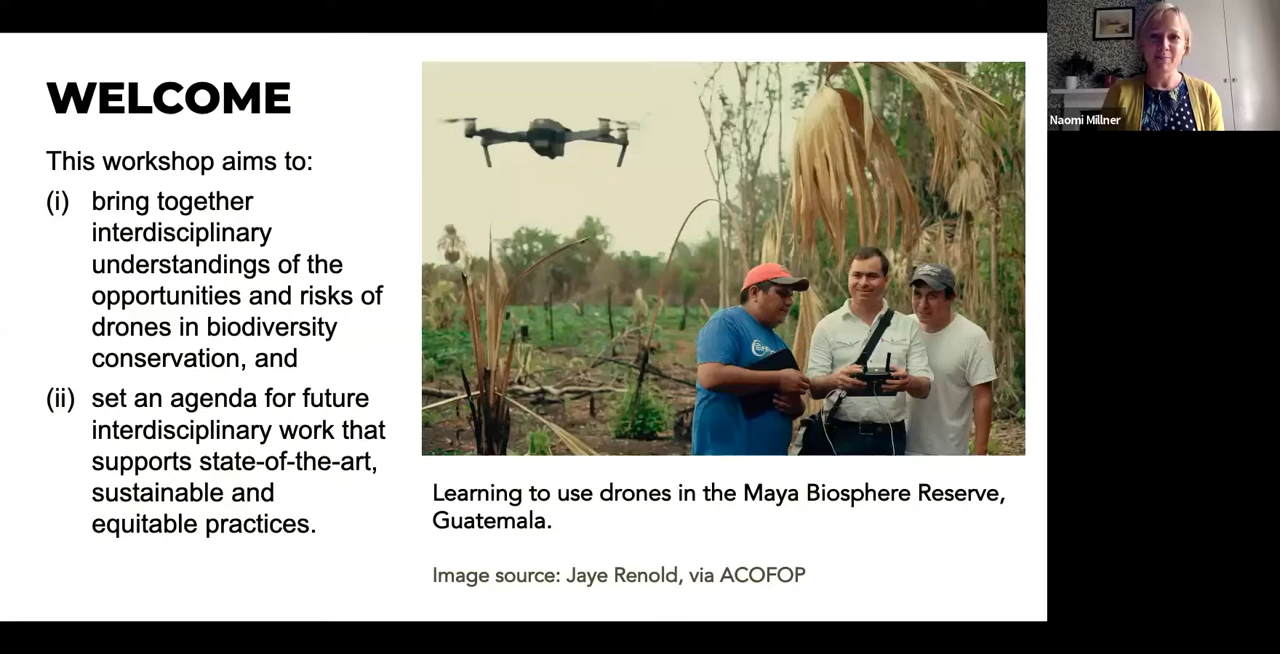 WELCOME
This workshop aims to:
(i) bring together
interdisciplinary
understandings of the
opportunities and risks of
drones in biodiversity
conservation, and
(ii) set an agenda for future
interdisciplinary work that
supports state-of-the-art,
sustainable and
equitable practices.
Learning to use drones in the Maya Biosphere Reserve,
Guatemala.
Image source: Jaye Renold, via ACOFOP
Naomi Millner